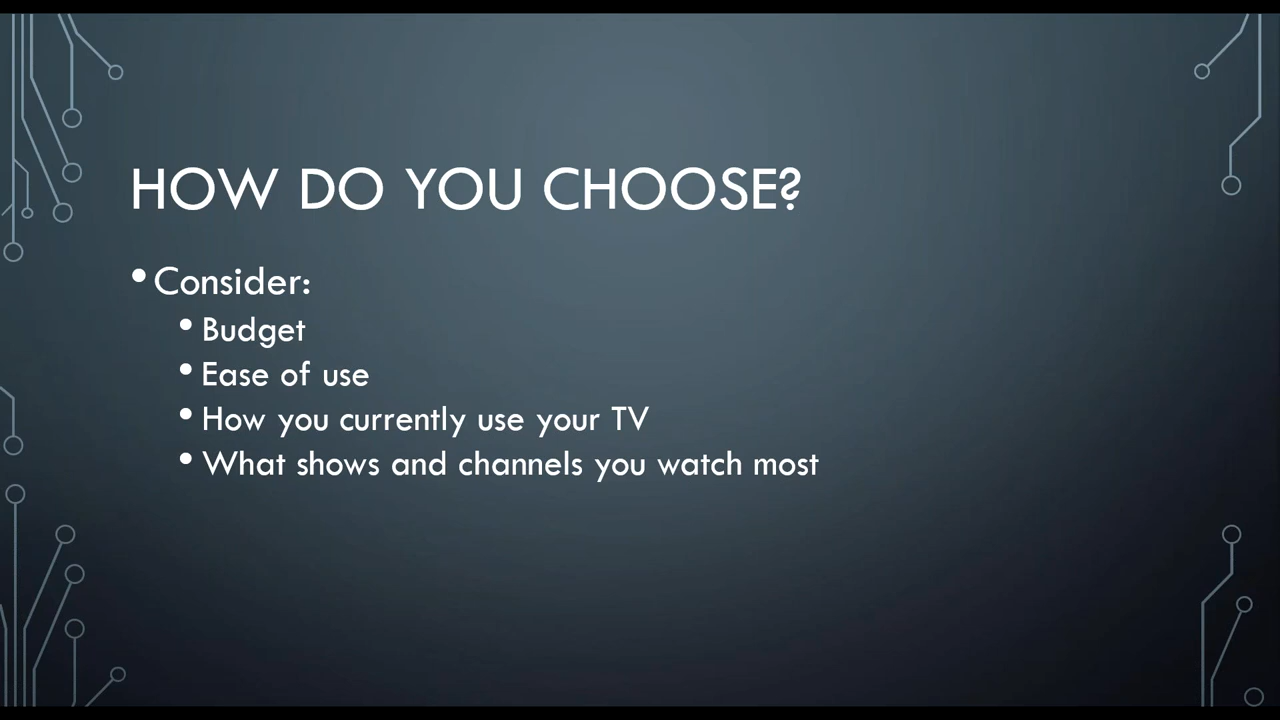 HOW DO YOU CHOOSE?
• Consider:
• Budget
• Ease of use
• How you currently use your TV
• What shows and channels you watch most